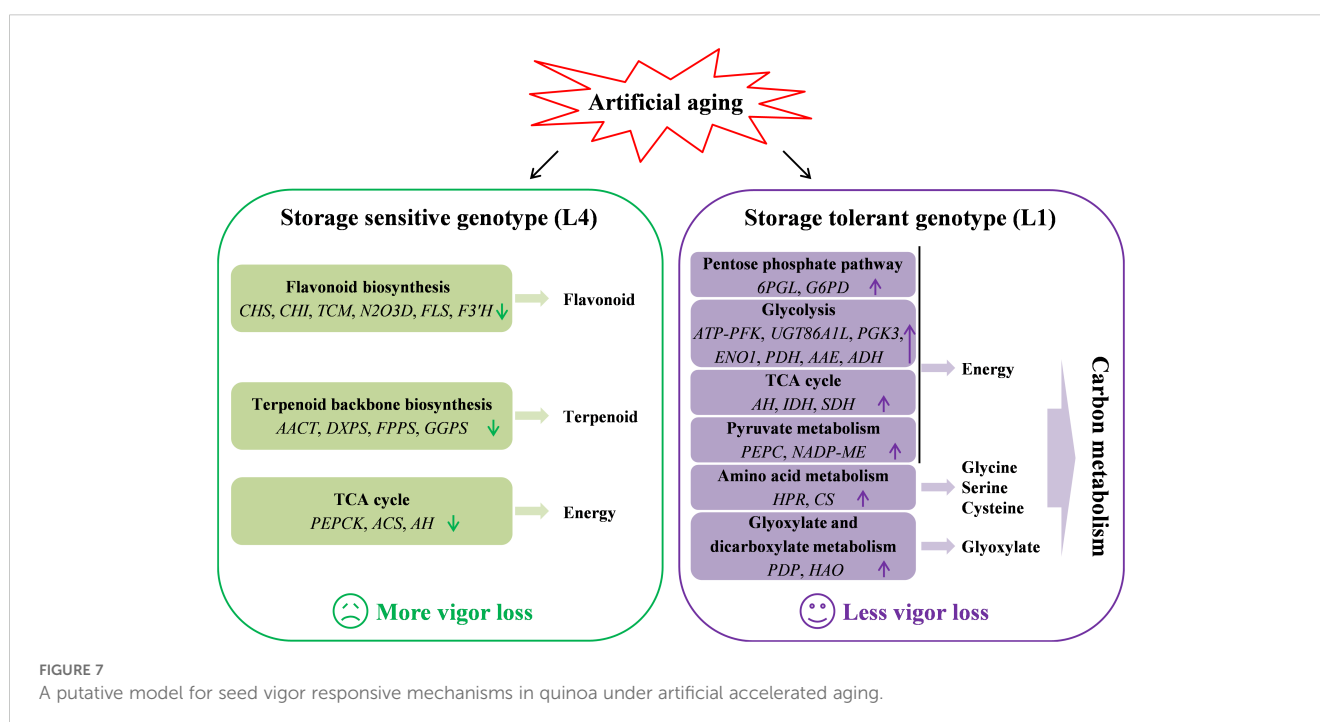 Artificial aging
Storage sensitive genotype (L4)
Flavonoid biosynthesis
CHS, CHI, TCM, N2O3D, FLS, F3'H
Flavonoid
Terpenoid backbone biosynthesis
AACT, DXPS, FPPS, GGPS
Terpenoid
TCA cycle
PEPCK, ACS, AH
Energy
More vigor loss
Storage tolerant genotype (L1)
Pentose phosphate pathway
6PGL, G6PD
Glycolysis
ATP-PFK, UGT86A1L, PGK3,
ENO1, PDH, AAE, ADH
TCA cycle
AH, IDH, SDH
Pyruvate metabolism
PEPC, NADP-ME
Energy
Amino acid metabolism
HPR, CS
Glycine
Serine
Cysteine
Glyoxylate and
dicarboxylate metabolism
PDP, HAO
Glyoxylate
Carbon metabolism
Less vigor loss
FIGURE 7
A putative model for seed vigor responsive mechanisms in quinoa under artificial accelerated aging.